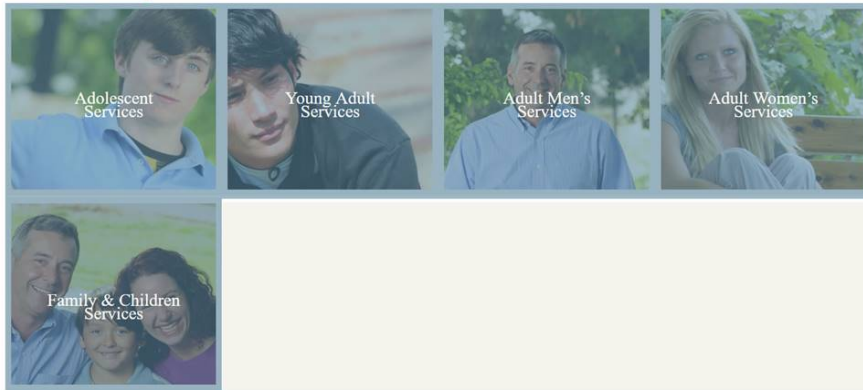 Adolescent
Services
Young Adult
Services
Adult Men's
Services
Adult Women's
Services
Family & Children
Services